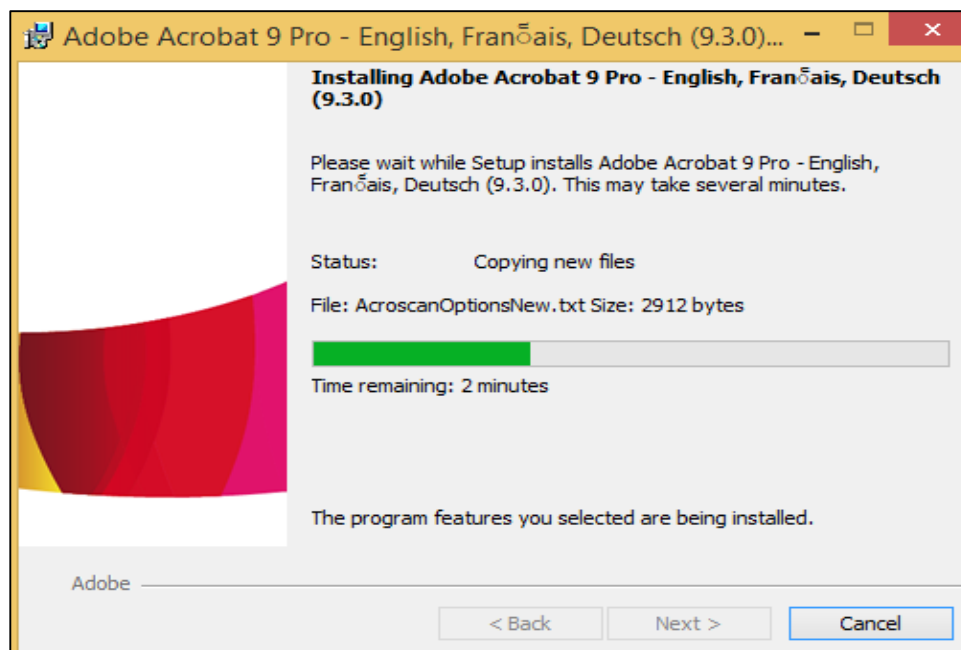 Adobe Acrobat 9 Pro - English, Franõais, Deutsch (9.3.0)...
Installing Adobe Acrobat 9 Pro - English, Franõais, Deutsch
(9.3.0)
Please wait while Setup installs Adobe Acrobat 9 Pro - English,
Franõais, Deutsch (9.3.0). This may take several minutes.
Status: Copying new files
File: AcroscanOptionsNew.txt Size: 2912 bytes
Time remaining: 2 minutes
The program features you selected are being installed.
Adobe
< Back Next > Cancel